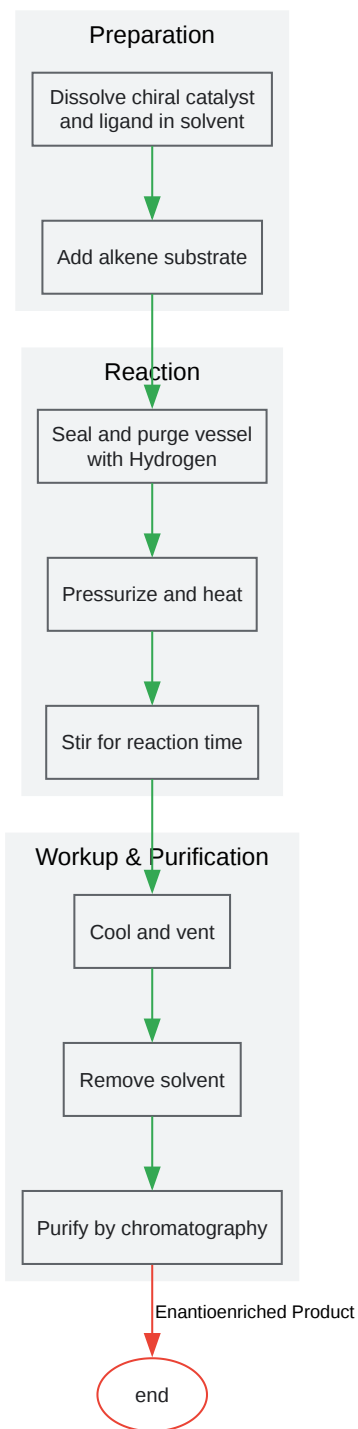 Preparation
Dissolve chiral catalyst
and ligand in solvent
Add alkene substrate
Reaction
Seal and purge vessel
with Hydrogen
Pressurize and heat
Stir for reaction time
Workup & Purification
Cool and vent
Remove solvent
Purify by chromatography
Enantioenriched Product
end